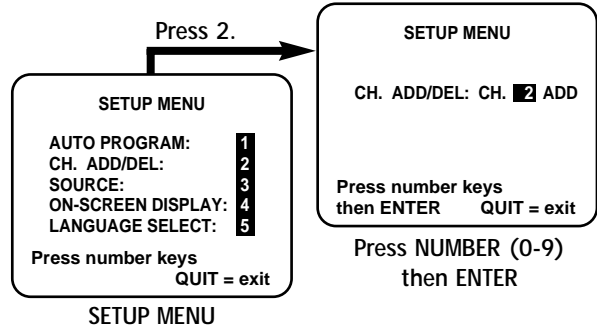 Press 2.
SETUP MENU
AUTO PROGRAM: 1
CH. ADD/DEL: 2
SOURCE: 3
ON-SCREEN DISPLAY: 4
LANGUAGE SELECT: 5
Press number keys
QUIT = exit
SETUP MENU
SETUP MENU
CH. ADD/DEL: CH. 2 ADD
Press number keys
then ENTER QUIT = exit
Press NUMBER (0-9)
then ENTER